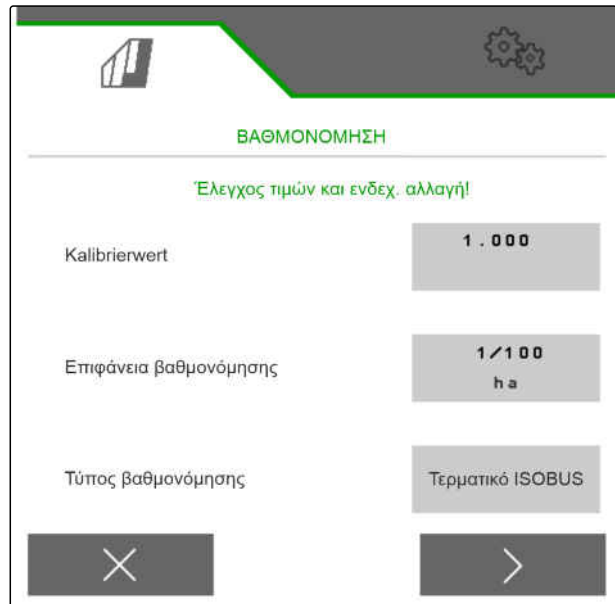 ΒΑΘΜΟΝΟΜΗΣΗ
Έλεγχος τιμών και ενδεχ. αλλαγή!
Kalibrierwert
1.000
Επιφάνεια βαθμονόμησης
1/100
ha
Τύπος βαθμονόμησης
Τερματικό ISOBUS